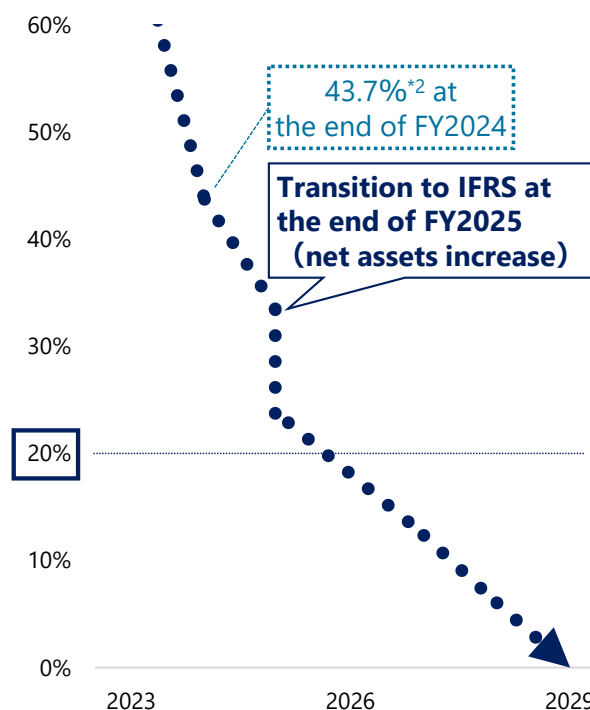 60%
43.7%*2 at
the end of FY2024
50%
Transition to IFRS at
the end of FY2025
（net assets increase）
40%
30%
20%
10%
0%
2023
2026
2029